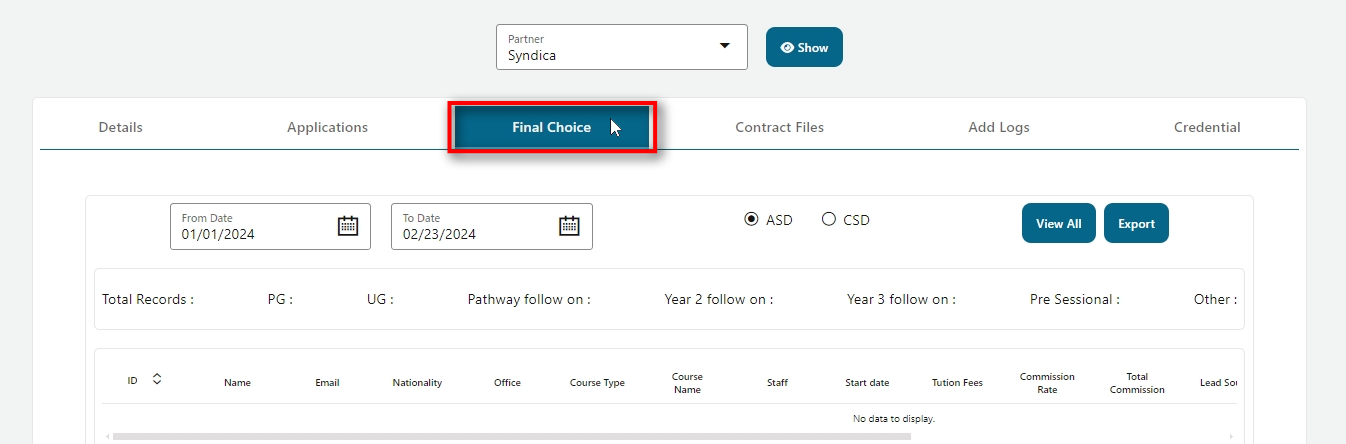 Partner
Syndica
Show
Details Applications Final Choice Contract Files Add Logs Credential
From Date
01/01/2024
To Date
02/23/2024
ASD CSD
View All Export
Total Records : PG : UG : Pathway follow on : Year 2 follow on : Year 3 follow on : Pre Sessional : Other :
ID Name Email Nationality Office Course Type Course Name Staff Start date Tution Fees Commission Rate Total Commission Lead Sou
No data to display.